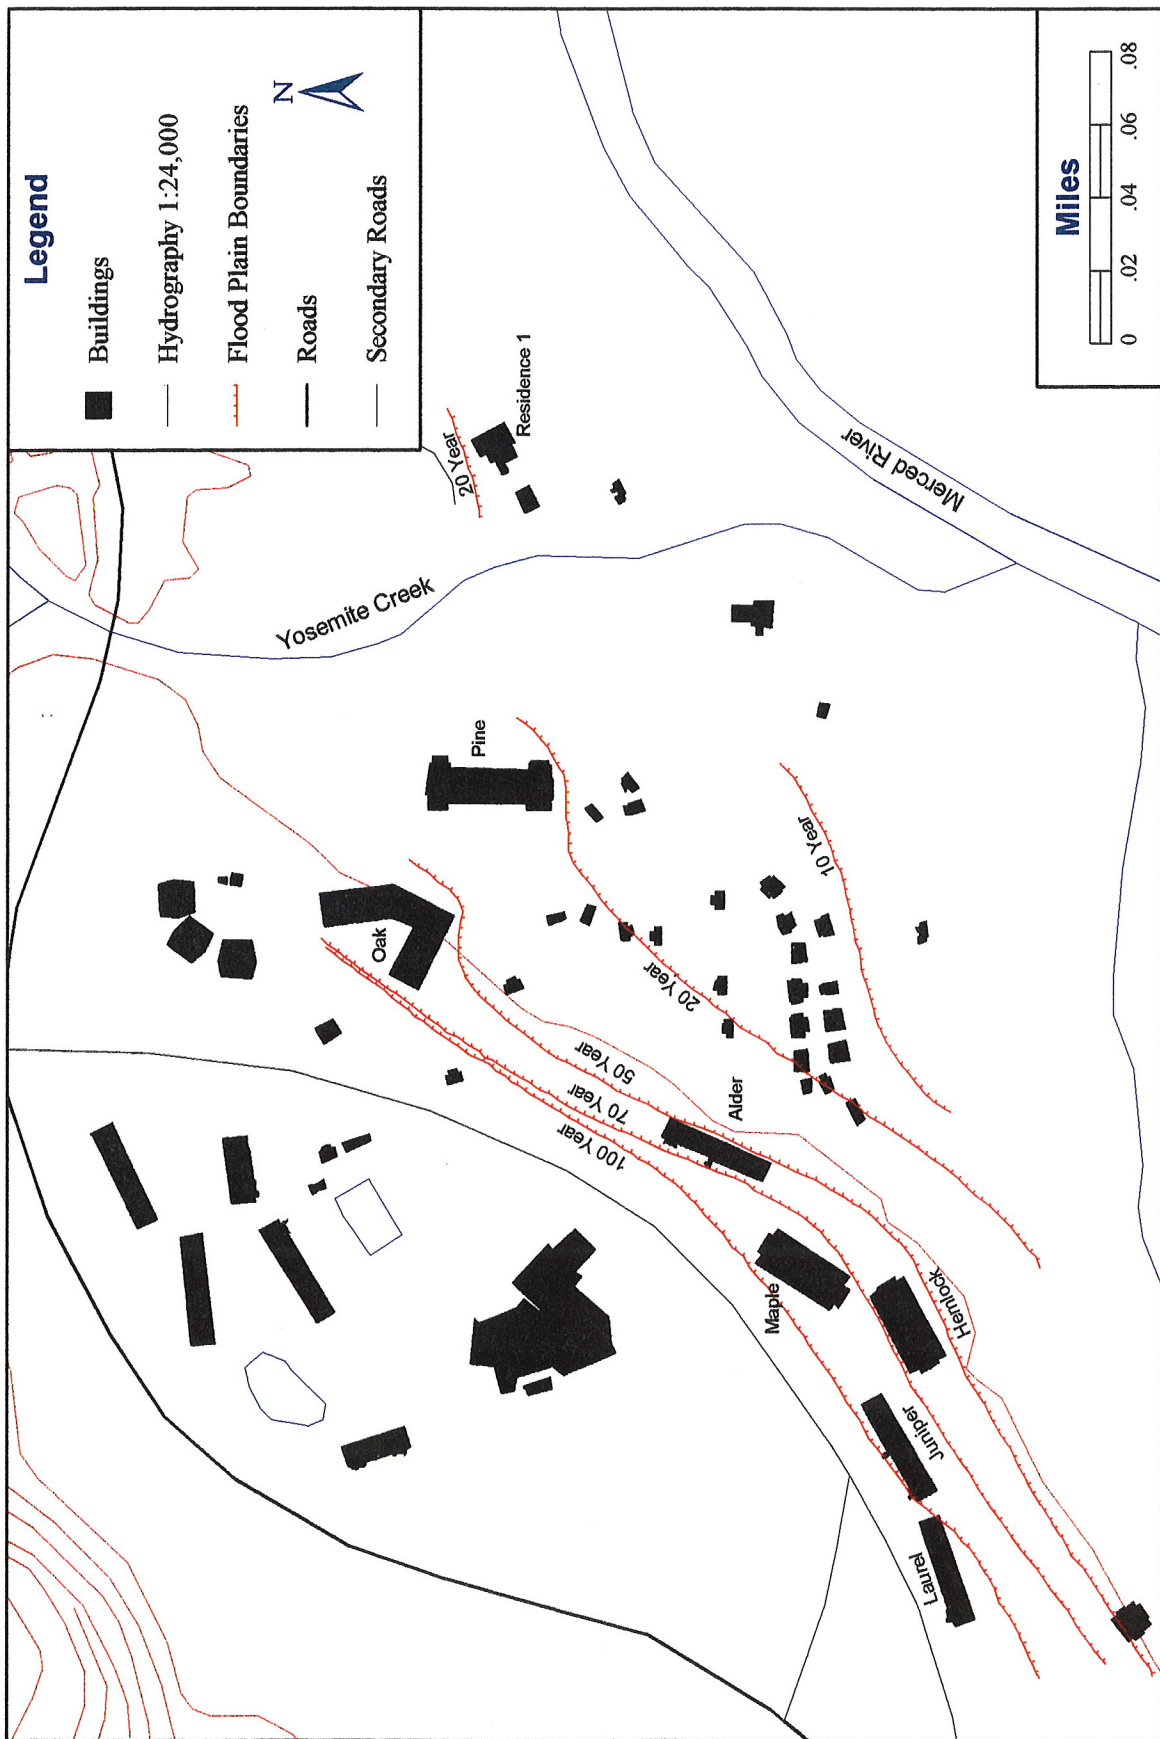 Legend
Buildings
Hydrography 1:24,000
Flood Plain Boundaries
Roads
Secondary Roads
N
Miles
0 .02 .04 .06 .08
20 Year
Residence 1
Merced River
Yosemite Creek
Pine
Oak
10 Year
20 Year
50 Year
70 Year
100 Year
Alder
Maple
Hemlock
Juniper
Laurel